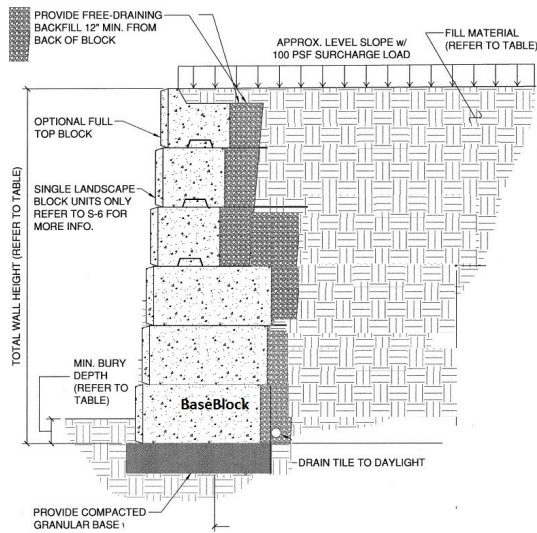 PROVIDE FREE-DRAINING
BACKFILL 12" MIN. FROM
BACK OF BLOCK
APPROX. LEVEL SLOPE w/
100 PSF SURCHARGE LOAD
FILL MATERIAL
(REFER TO TABLE)
OPTIONAL FULL
TOP BLOCK
SINGLE LANDSCAPE
BLOCK UNITS ONLY
REFER TO S-6 FOR
MORE INFO.
TOTAL WALL HEIGHT (REFER TO TABLE)
MIN. BURY
DEPTH
(REFER TO
TABLE)
BaseBlock
DRAIN TILE TO DAYLIGHT
PROVIDE COMPACTED
GRANULAR BASE